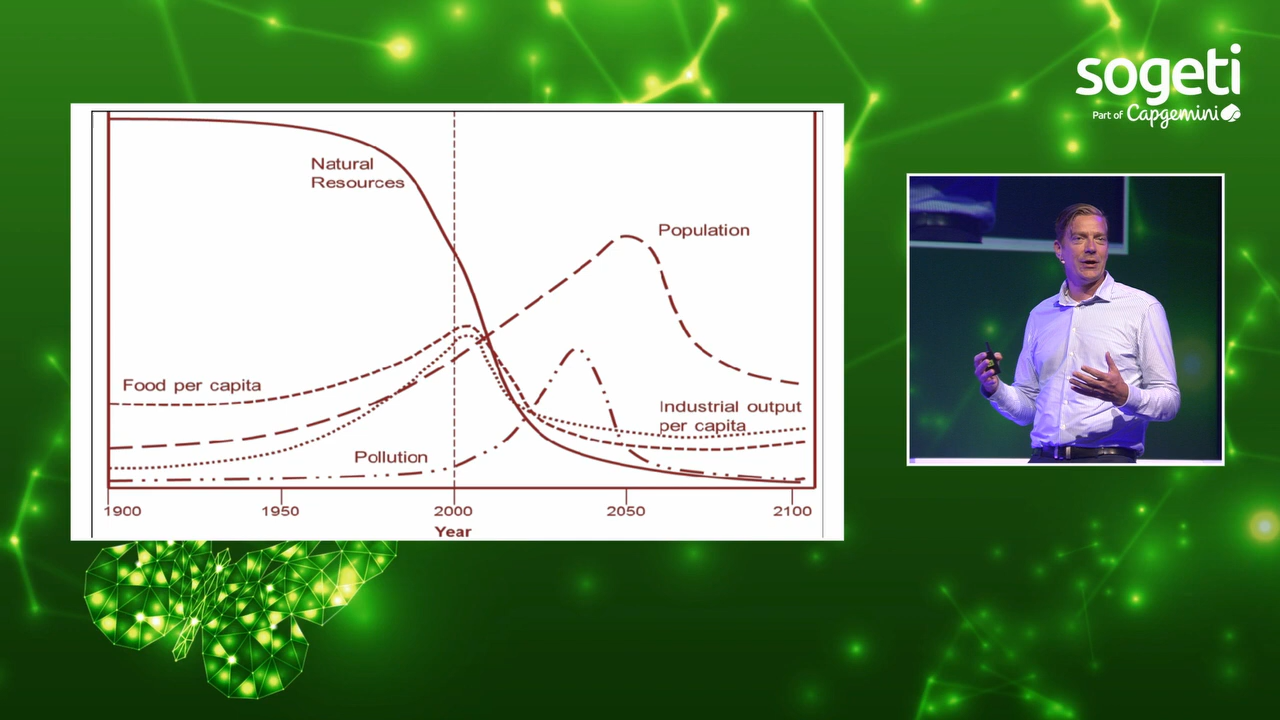 sogeti
Part of Capgemini
Natural
Resources
Population
Food per capita
Industrial output
per capita
Pollution
1900 1950 2000 2050 2100
Year